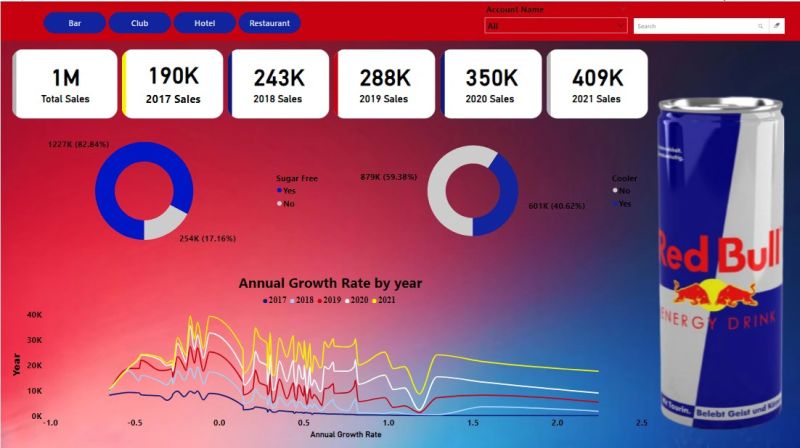 Account Name
Bar
Club
Hotel
Restaurant
All
Search
1M
Total Sales
190K
2017 Sales
243K
2018 Sales
288K
2019 Sales
350K
2020 Sales
409K
2021 Sales
1227K (82.84%)
254K (17.16%)
Sugar Free
Yes
No
879K (59.38%)
601K (40.62%)
Cooler
No
Yes
Red Bull
ENERGY DRINK
Tourin. Belebt Geist und
Annual Growth Rate by year
2017 2018 2019 2020 2021
Year
40K
30K
20K
10K
0K
-1.0 -0.5 0.0 0.5 1.0 1.5 2.0 2.5
Annual Growth Rate